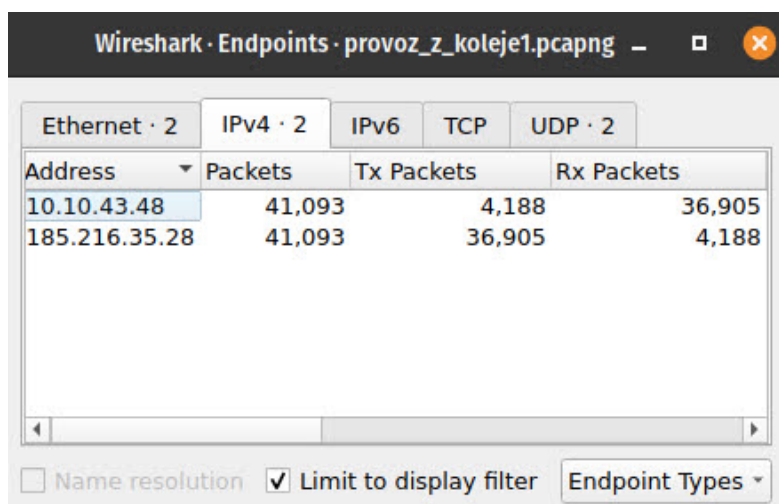 Wireshark · Endpoints · provoz_z_koleje1.pcapng
Ethernet · 2 IPv4 · 2 IPv6 TCP UDP · 2
Address Packets Tx Packets Rx Packets
10.10.43.48 41,093 4,188 36,905
185.216.35.28 41,093 36,905 4,188
Name resolution Limit to display filter Endpoint Types